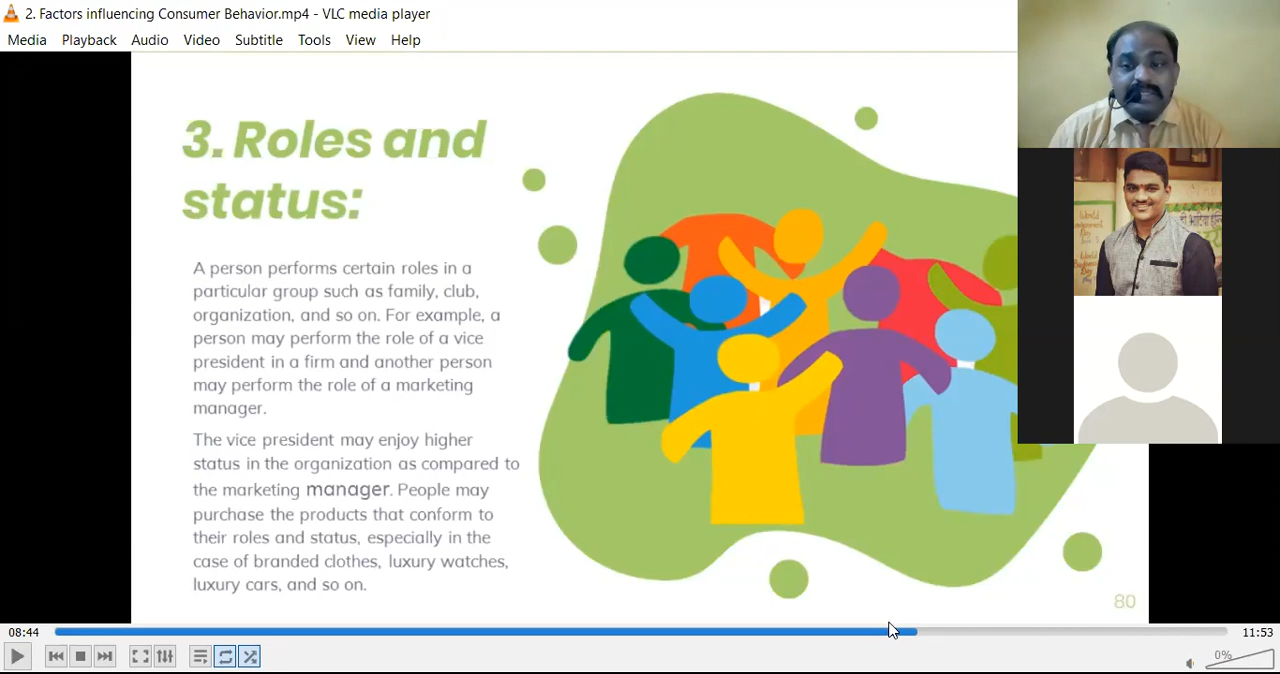 2. Factors influencing Consumer Behavior.mp4 - VLC media player
Media Playback Audio Video Subtitle Tools View Help
3. Roles and
status:
A person performs certain roles in a
particular group such as family, club,
organization, and so on. For example, a
person may perform the role of a vice
president in a firm and another person
may perform the role of a marketing
manager.
The vice president may enjoy higher
status in the organization as compared to
the marketing manager. People may
purchase the products that conform to
their roles and status, especially in the
case of branded clothes, luxury watches,
luxury cars, and so on.
80
World
World
08:44
11:53
0%